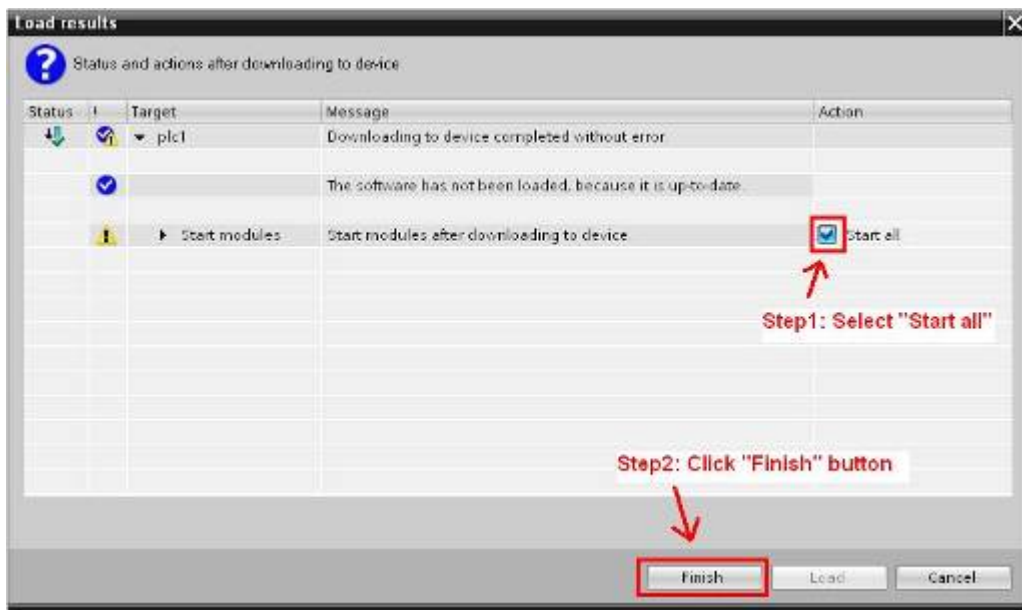 Load results
Status and actions after downloading to device
Status ! Target Message Action
plc1 Downloading to device completed without error
The software has not been loaded, because it is up-to-date.
Start modules Start modules after downloading to device Start all
Step1: Select "Start all"
Step2: Click "Finish" button
Finish Load Cancel